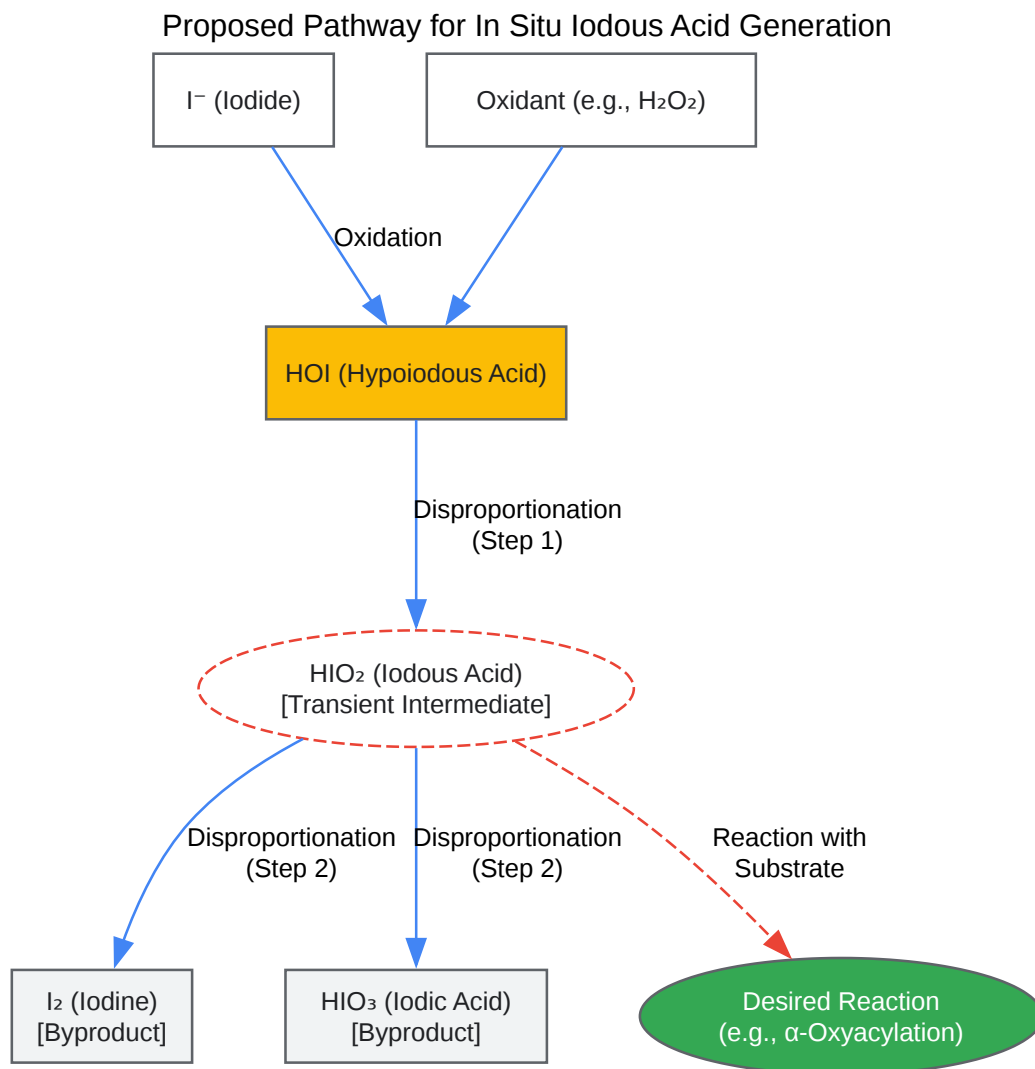 Proposed Pathway for In Situ Iodous Acid Generation
I⁻ (Iodide)
Oxidant (e.g., H₂O₂)
Oxidation
HOI (Hypoiodous Acid)
Disproportionation
(Step 1)
HIO₂ (Iodous Acid)
[Transient Intermediate]
Disproportionation
(Step 2)
Disproportionation
(Step 2)
Reaction with
Substrate
I₂ (Iodine)
[Byproduct]
HIO₃ (Iodic Acid)
[Byproduct]
Desired Reaction
(e.g., α-Oxyacylation)